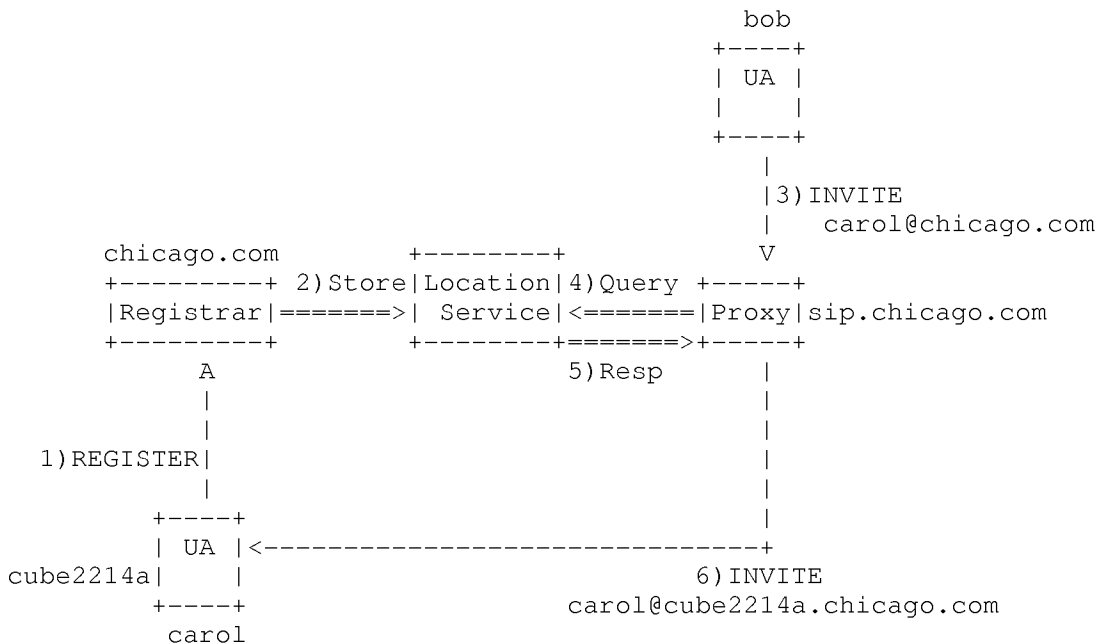 bob
+----+
| UA |
|    |
+----+
|
|3)INVITE
|   carol@chicago.com
chicago.com        +--------+            V
+---------+ 2)Store|Location|4)Query +-----+
|Registrar|=======>| Service|<=======|Proxy|sip.chicago.com
+---------+        +--------+=======>+-----+
A                      5)Resp      |
|                                  |
|                                  |
1)REGISTER|                                  |
|                                  |
+----+                                 |
| UA |<--------------------------------+
cube2214a|    |                            6)INVITE
+----+                    carol@cube2214a.chicago.com
carol